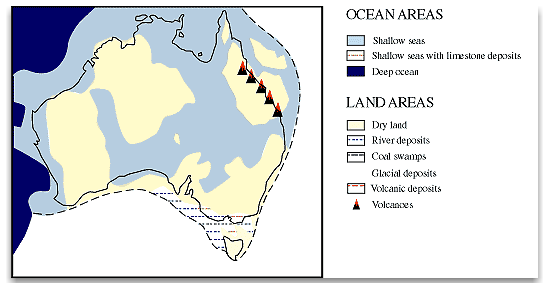 OCEAN AREAS
Shallow seas
Shallow seas with limestone deposits
Deep ocean
LAND AREAS
Dry land
River deposits
Coal swamps
Glacial deposits
Volcanic deposits
Volcanoes